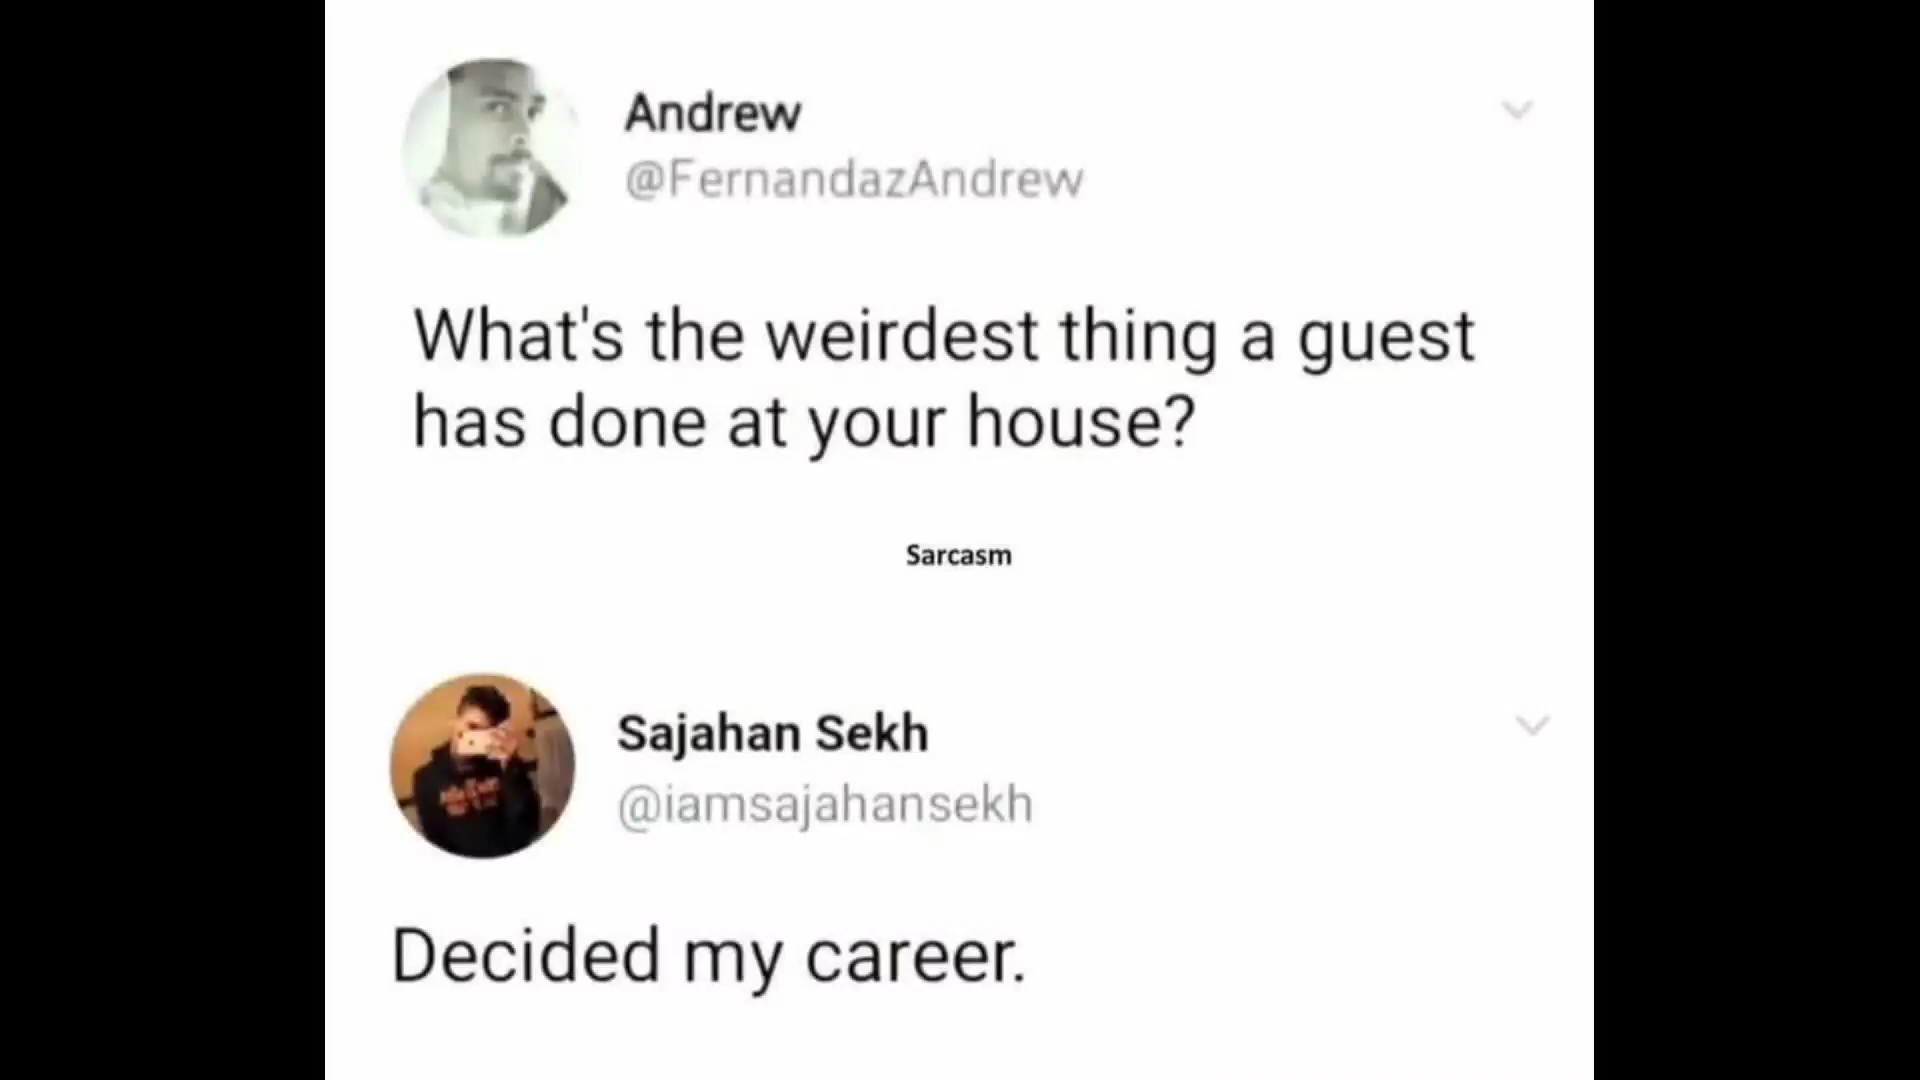 Andrew
@FernandazAndrew
What's the weirdest thing a guest
has done at your house?
Sarcasm
Sajahan Sekh
@iamsajahansekh
Decided my career.